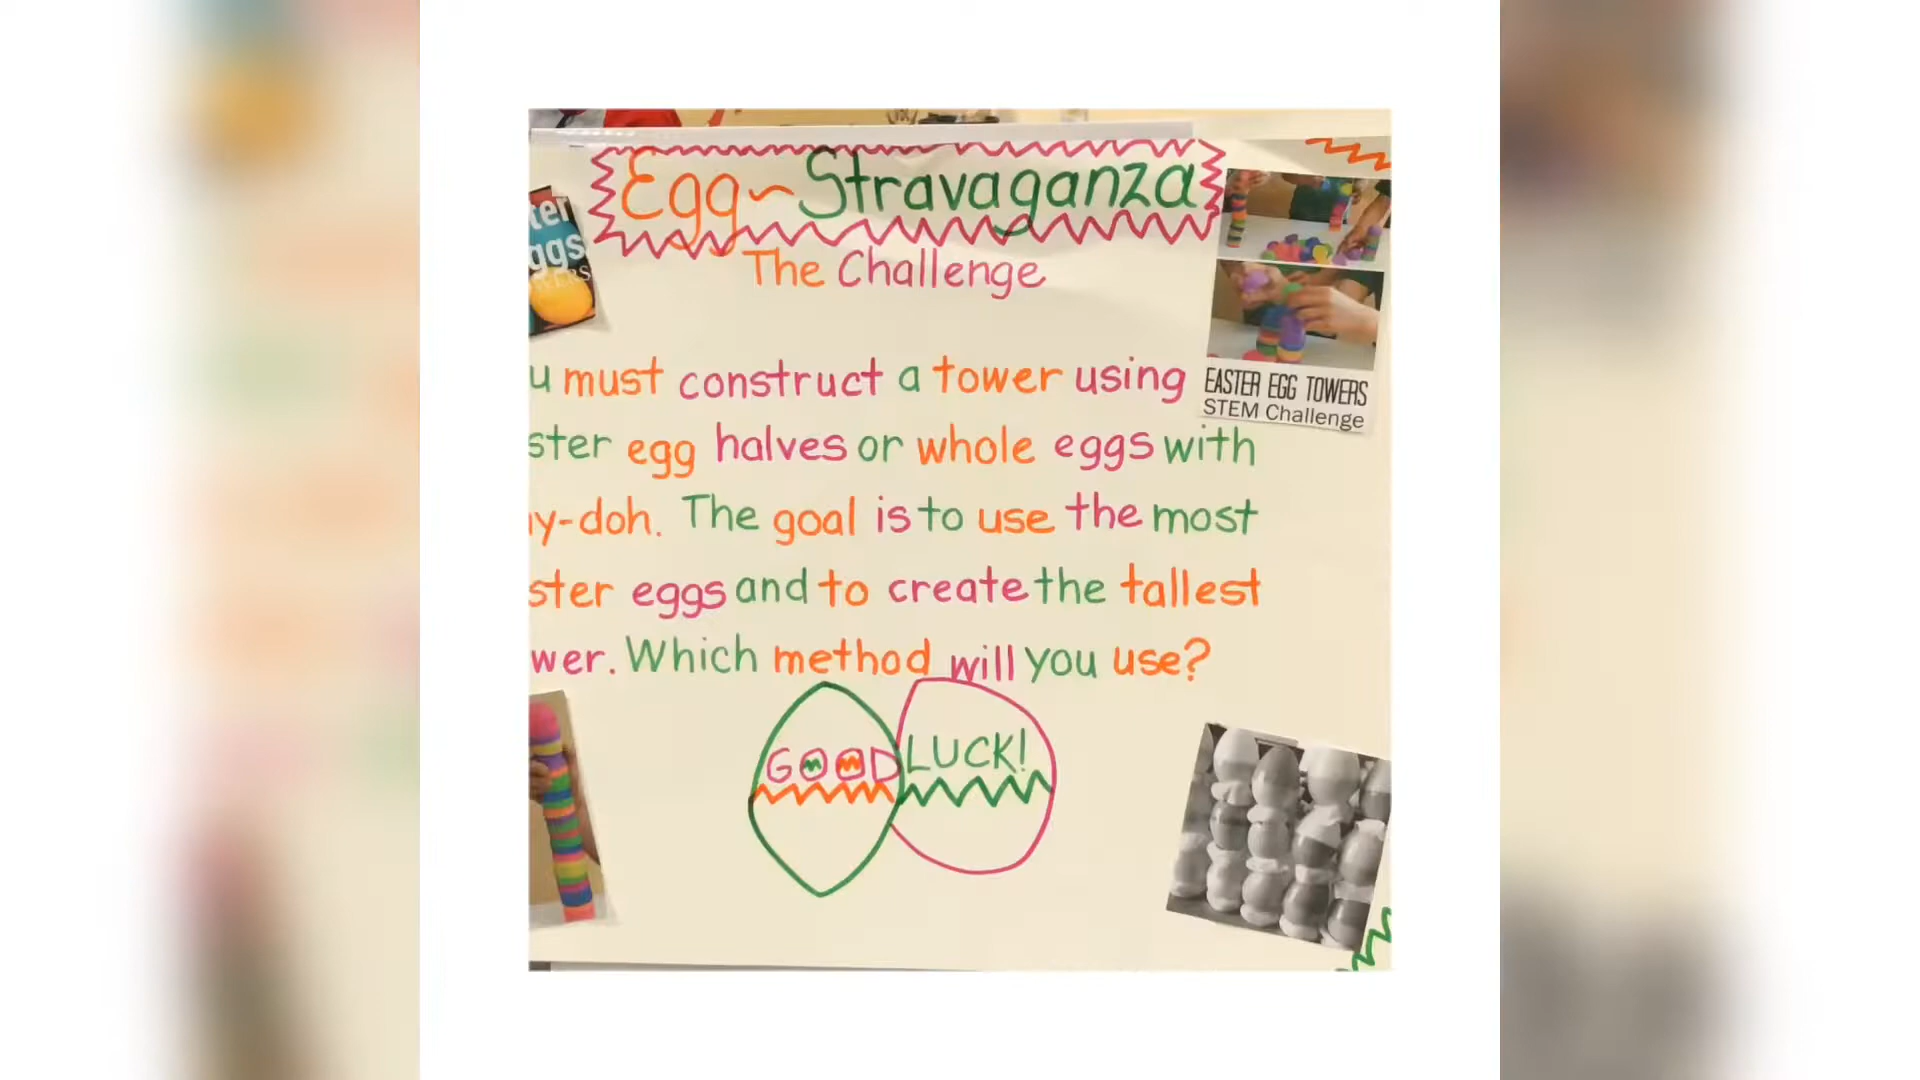 Egg~Stravaganza
The Challenge
ter
ggs
EASTER EGG TOWERS
STEM Challenge
u must construct a tower using
ster egg halves or whole eggs with
y-doh. The goal is to use the most
ster eggs and to create the tallest
wer. Which method will you use?
GOOD LUCK!